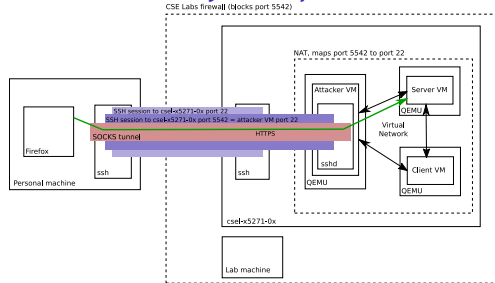 CSE Labs firewall (blocks port 5542)
NAT, maps port 5542 to port 22
Attacker VM
Server VM
QEMU
SSH session to csel-x5271-0x port 22
SSH session to csel-x5271-0x port 5542 = attacker VM port 22
SOCKS tunnel
HTTPS
Virtual
Network
Firefox
ssh
ssh
sshd
QEMU
Client VM
QEMU
Personal machine
csel-x5271-0x
Lab machine